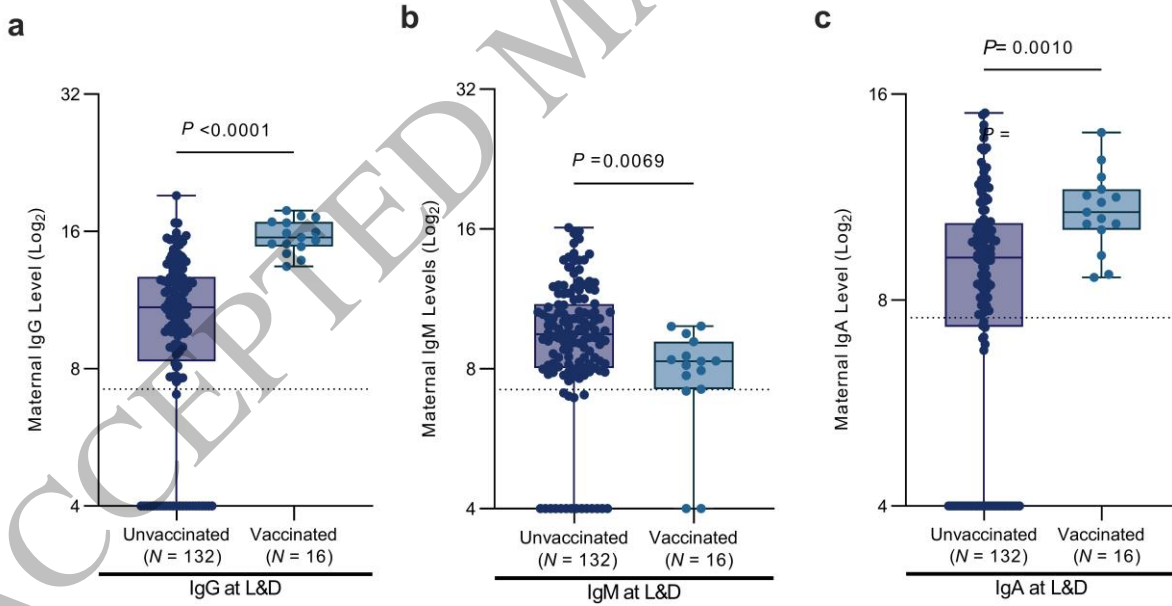 a
P <0.0001
32
16
8
4
Maternal IgG Level (Log2)
Unvaccinated
(N = 132)
Vaccinated
(N = 16)
IgG at L&D
b
P =0.0069
32
16
8
4
Maternal IgM Levels (Log2)
Unvaccinated
(N = 132)
Vaccinated
(N = 16)
IgM at L&D
c
P= 0.0010
P =
16
8
4
Maternal IgA Level (Log2)
Unvaccinated
(N = 132)
Vaccinated
(N = 16)
IgA at L&D
ACCEPTED MA